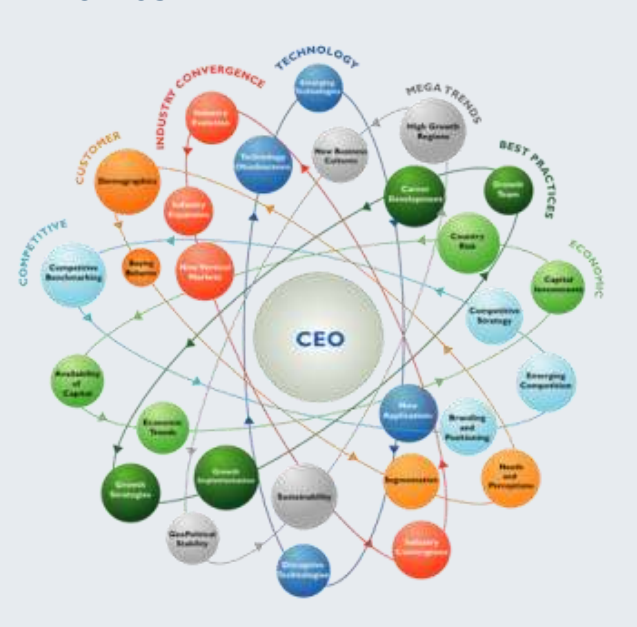 TECHNOLOGY
INDUSTRY CONVERGENCE
MEGA TRENDS
CUSTOMER
BEST PRACTICES
COMPETITIVE
ECONOMIC
Emerging
Technologies
Industry
Evolution
High Growth
Regions
New Business
Cultures
Technology
Demographics
Career
Development
Growth
Team
Industry
Expansion
Country
Risk
Competitive
Benchmarking
Buying
Behavior
New Vertical
Markets
Capital
Investments
Competitive
Strategy
CEO
Availability
of
Capital
Emerging
Competition
New
Applications
Branding
and
Positioning
Economic
Trends
Growth
Strategies
Growth
Implementation
Sustainability
Segmentation
Needs
and
Perceptions
GeoPolitical
Stability
Industry
Convergence
Disruptive
Technologies